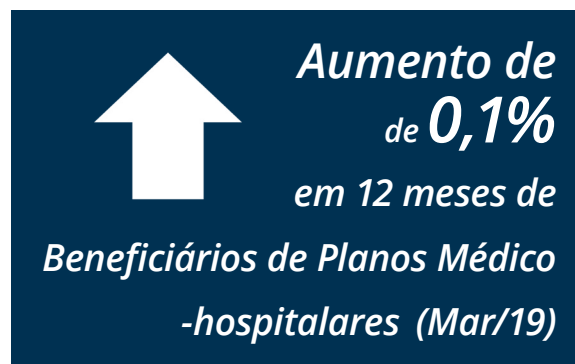 Aumento de
de 0,1%
em 12 meses de
Beneficiários de Planos Médico
-hospitalares (Mar/19)